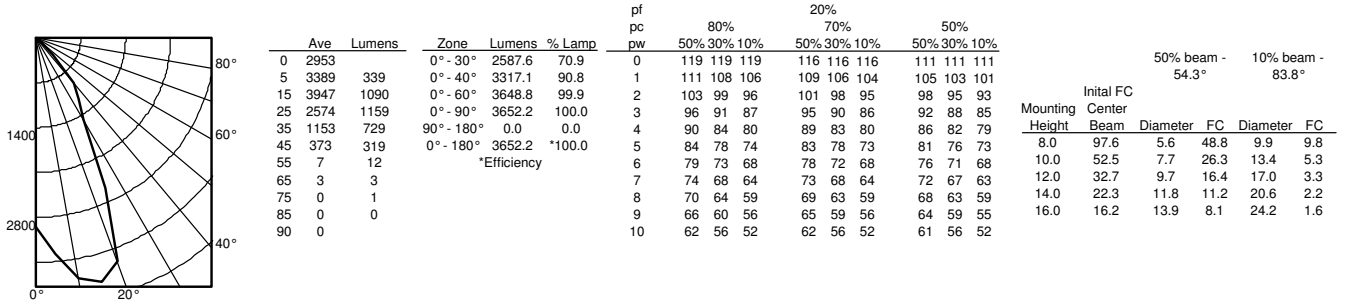 1400
2800
0° 20°
80°
60°
40°
Ave Lumens
0 2953
5 3389 339
15 3947 1090
25 2574 1159
35 1153 729
45 373 319
55 7 12
65 3 3
75 0 1
85 0 0
90 0
Zone Lumens % Lamp
0°- 30° 2587.6 70.9
0°- 40° 3317.1 90.8
0°- 60° 3648.8 99.9
0°- 90° 3652.2 100.0
90°- 180° 0.0 0.0
0°- 180° 3652.2 *100.0
*Efficiency
pf 20%
pc 80% 70% 50%
pw 50% 30% 10% 50% 30% 10% 50% 30% 10%
0 119 119 119 116 116 116 111 111 111
1 111 108 106 109 106 104 105 103 101
2 103 99 96 101 98 95 98 95 93
3 96 91 87 95 90 86 92 88 85
4 90 84 80 89 83 80 86 82 79
5 84 78 74 83 78 73 81 76 73
6 79 73 68 78 72 68 76 71 68
7 74 68 64 73 68 64 72 67 63
8 70 64 59 69 63 59 68 63 59
9 66 60 56 65 59 56 64 59 55
10 62 56 52 62 56 52 61 56 52
50% beam - 10% beam -
54.3° 83.8°
Inital FC
Mounting Center
Height Beam Diameter FC Diameter FC
8.0 97.6 5.6 48.8 9.9 9.8
10.0 52.5 7.7 26.3 13.4 5.3
12.0 32.7 9.7 16.4 17.0 3.3
14.0 22.3 11.8 11.2 20.6 2.2
16.0 16.2 13.9 8.1 24.2 1.6